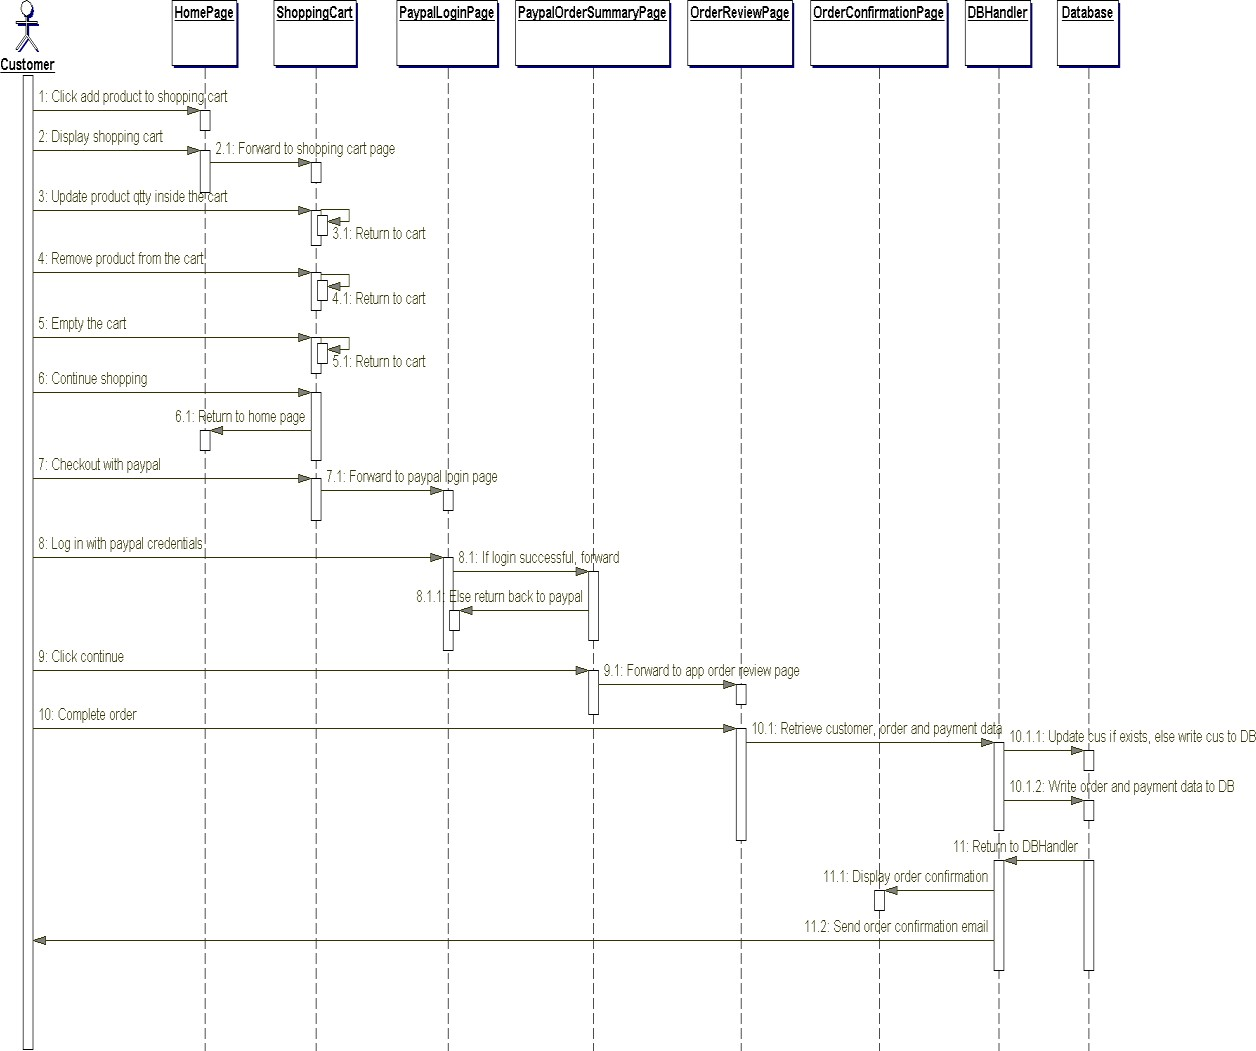 HomePage
ShoppingCart
PaypalLoginPage
PaypalOrderSummaryPage
OrderReviewPage
OrderConfirmationPage
DBHandler
Database
Customer
1: Click add product to shopping cart
2: Display shopping cart
2.1: Forward to shopping cart page
3: Update product qtty inside the cart
3.1: Return to cart
4: Remove product from the cart
4.1: Return to cart
5: Empty the cart
5.1: Return to cart
6: Continue shopping
6.1: Return to home page
7: Checkout with paypal
7.1: Forward to paypal login page
8: Log in with paypal credentials
8.1: If login successful, forward
8.1.1: Else return back to paypal
9: Click continue
9.1: Forward to app order review page
10: Complete order
10.1: Retrieve customer, order and payment data
10.1.1: Update cus if exists, else write cus to DB
10.1.2: Write order and payment data to DB
11: Return to DBHandler
11.1: Display order confirmation
11.2: Send order confirmation email